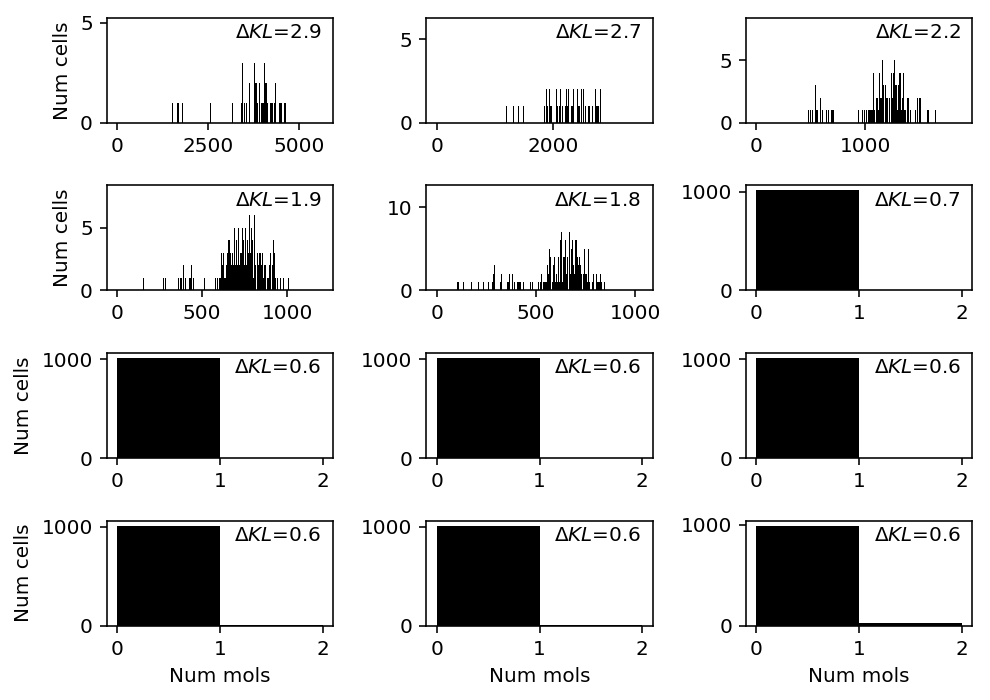 Num cells
5
0
ΔKL=2.9
0 2500 5000
5
0
ΔKL=2.7
0 2000
5
0
ΔKL=2.2
0 1000
Num cells
5
0
ΔKL=1.9
0 500 1000
10
0
ΔKL=1.8
0 500 1000
1000
0
ΔKL=0.7
0 1 2
Num cells
1000
0
ΔKL=0.6
0 1 2
1000
0
ΔKL=0.6
0 1 2
1000
0
ΔKL=0.6
0 1 2
Num cells
1000
0
ΔKL=0.6
0 1 2
Num mols
1000
0
ΔKL=0.6
0 1 2
Num mols
1000
0
ΔKL=0.6
0 1 2
Num mols